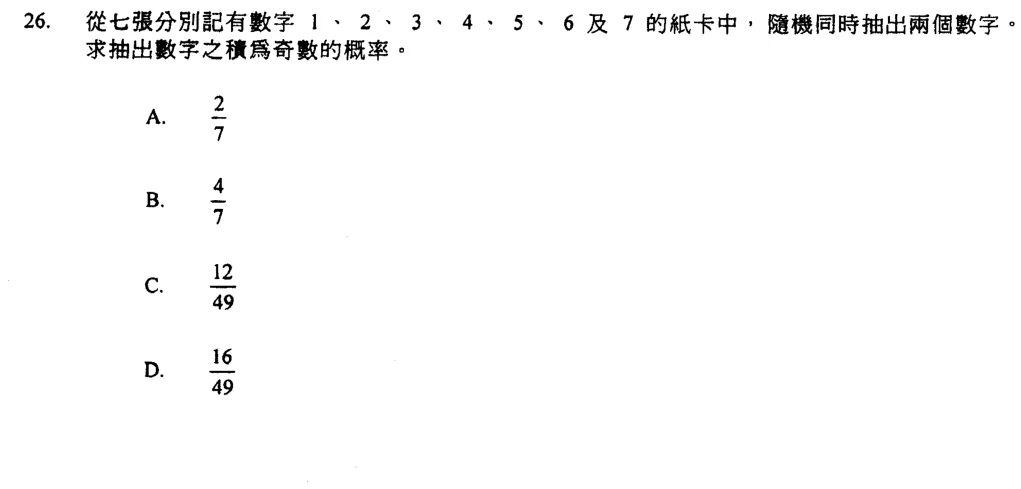 26. 從七張分別記有數字 1、2、3、4、5、6 及 7 的紙卡中,隨機同時抽出兩個數字。
求抽出數字之積爲奇數的概率。
A. 2/7
B. 4/7
C. 12/49
D. 16/49